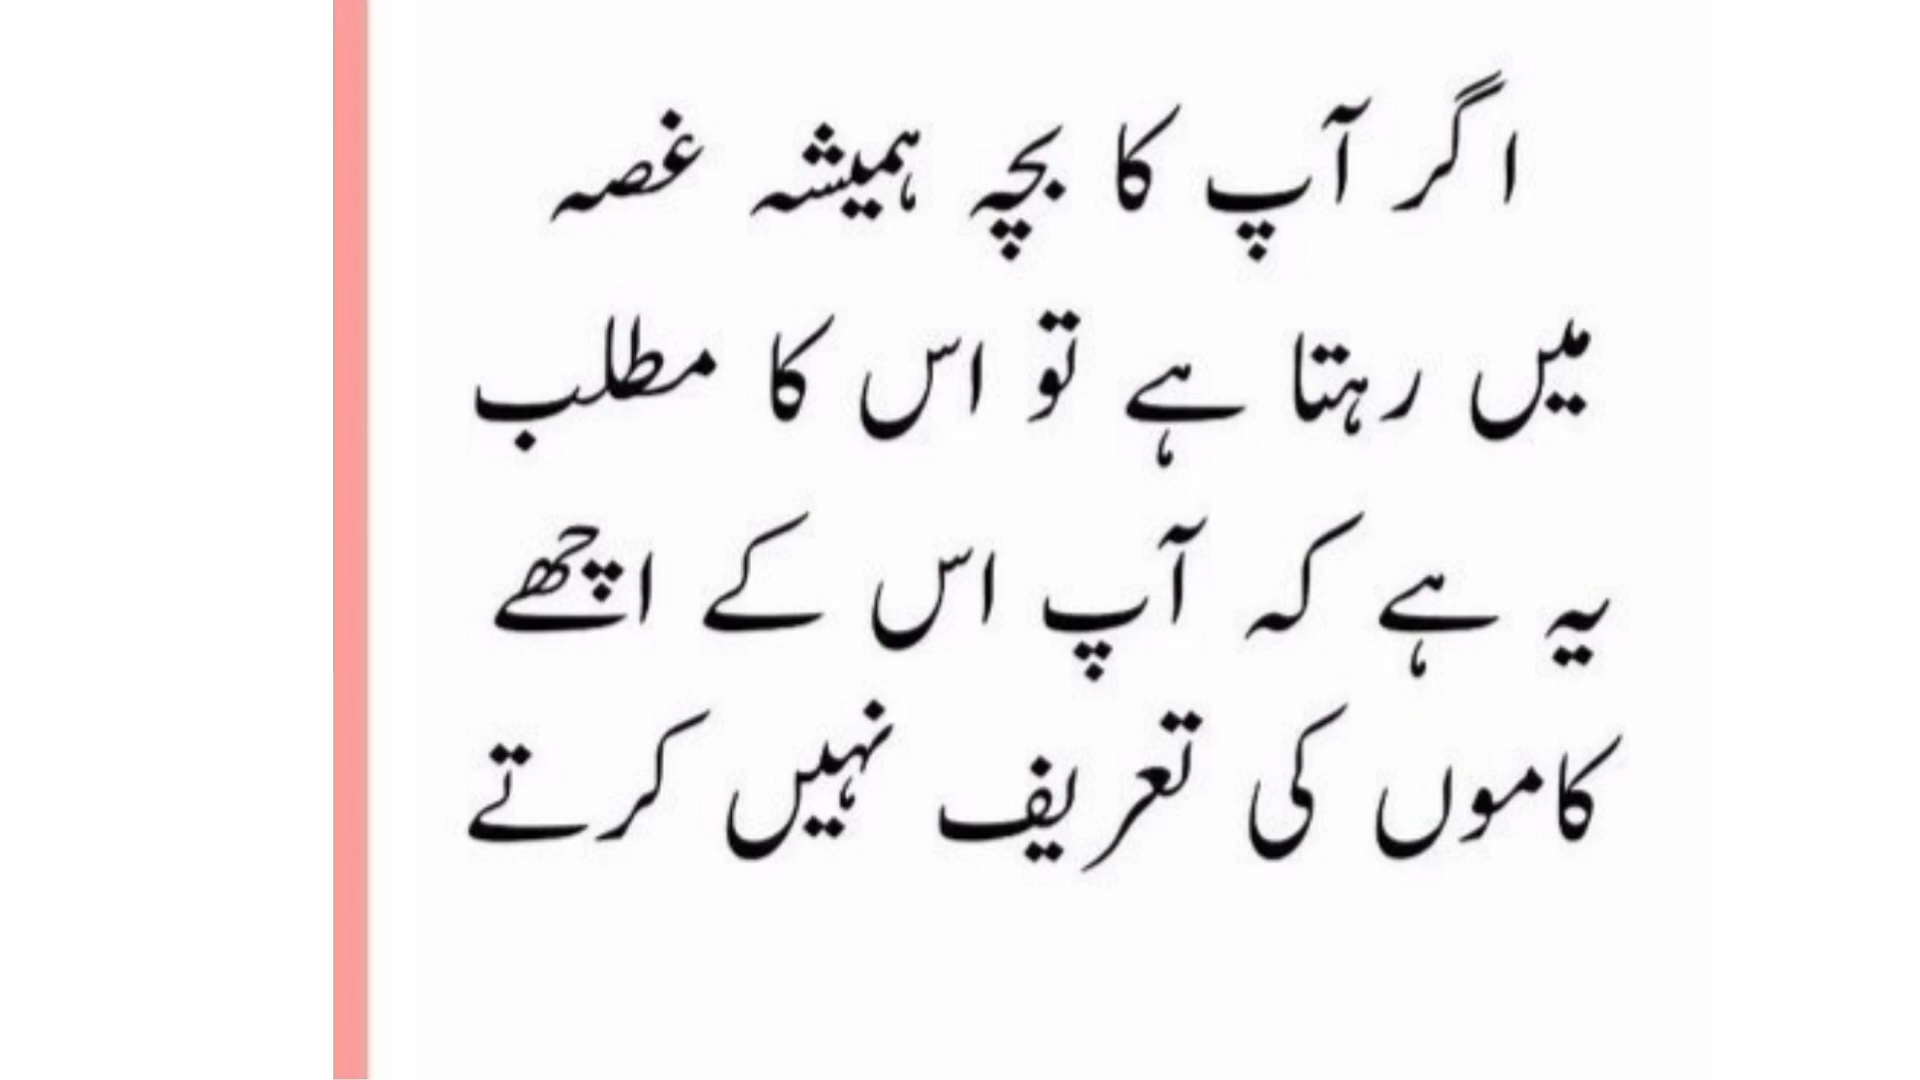 اگر آپ کا بچہ ہمیشہ غصہ
میں رہتا ہے تو اس کا مطلب
یہ ہے کہ آپ اس کے اچھے
کاموں کی تعریف نہیں کرتے